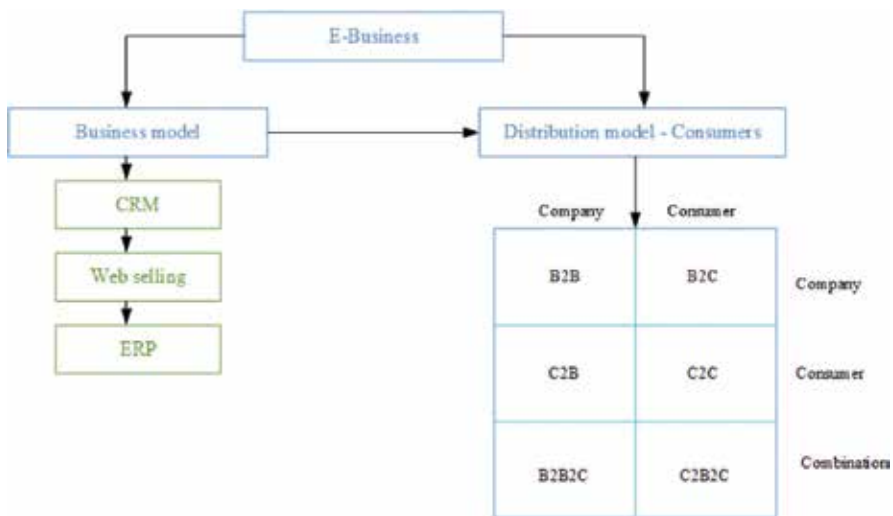 E-Business
Business model
Distribution model - Consumers
CRM
Web selling
ERP
Company
Consumer
B2B
B2C
Company
C2B
C2C
Consumer
B2B2C
C2B2C
Combination